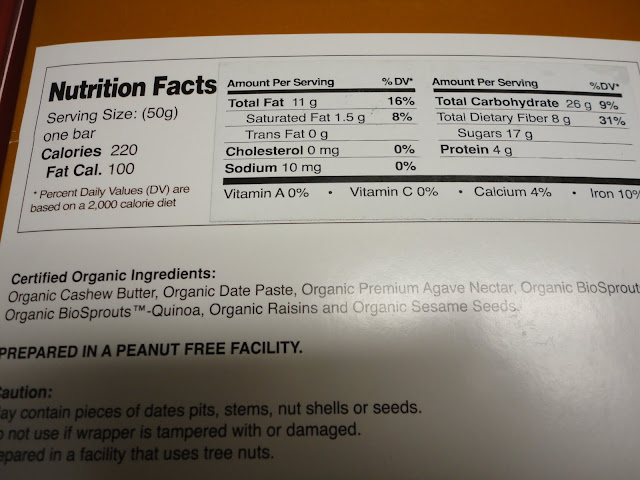 Nutrition Facts
Serving Size: (50g)
one bar
Calories 220
Fat Cal. 100
* Percent Daily Values (DV) are
based on a 2,000 calorie diet
Amount Per Serving %DV*
Total Fat 11 g 16%
Saturated Fat 1.5 g 8%
Trans Fat 0 g
Cholesterol 0 mg 0%
Sodium 10 mg 0%
Amount Per Serving %DV*
Total Carbohydrate 26 g 9%
Total Dietary Fiber 8 g 31%
Sugars 17 g
Protein 4 g
Vitamin A 0% • Vitamin C 0% • Calcium 4% • Iron 10%
Certified Organic Ingredients:
Organic Cashew Butter, Organic Date Paste, Organic Premium Agave Nectar, Organic BioSprout
Organic BioSprouts™-Quinoa, Organic Raisins and Organic Sesame Seeds.
PREPARED IN A PEANUT FREE FACILITY.
aution:
ay contain pieces of dates pits, stems, nut shells or seeds.
o not use if wrapper is tampered with or damaged.
epared in a facility that uses tree nuts.